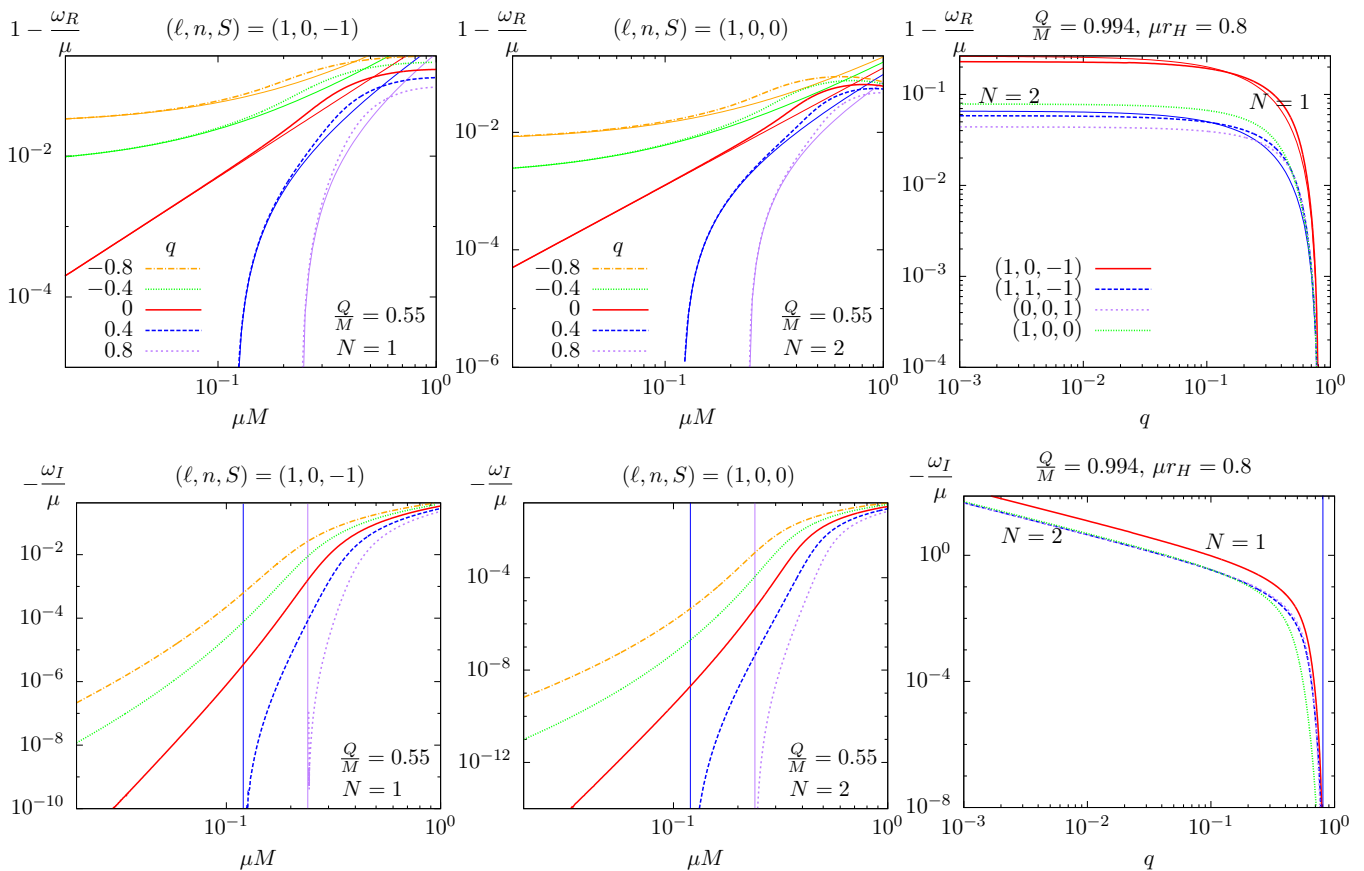 1 − ω_R/μ
(ℓ, n, S) = (1, 0, −1)
10^−2
10^−4
q
−0.8
−0.4
0
0.4
0.8
Q/M = 0.55
N = 1
10^−1
10^0
μM
1 − ω_R/μ
(ℓ, n, S) = (1, 0, 0)
10^−2
10^−4
10^−6
q
−0.8
−0.4
0
0.4
0.8
Q/M = 0.55
N = 2
10^−1
10^0
μM
1 − ω_R/μ
Q/M = 0.994, μr_H = 0.8
10^−1
10^−2
10^−3
10^−4
N = 2
N = 1
(1, 0, −1)
(1, 1, −1)
(0, 0, 1)
(1, 0, 0)
10^−3
10^−2
10^−1
10^0
q
−ω_I/μ
(ℓ, n, S) = (1, 0, −1)
10^−2
10^−4
10^−6
10^−8
10^−10
Q/M = 0.55
N = 1
10^−1
10^0
μM
−ω_I/μ
(ℓ, n, S) = (1, 0, 0)
10^−4
10^−8
10^−12
Q/M = 0.55
N = 2
10^−1
10^0
μM
−ω_I/μ
Q/M = 0.994, μr_H = 0.8
10^0
10^−4
10^−8
N = 2
N = 1
10^−3
10^−2
10^−1
10^0
q